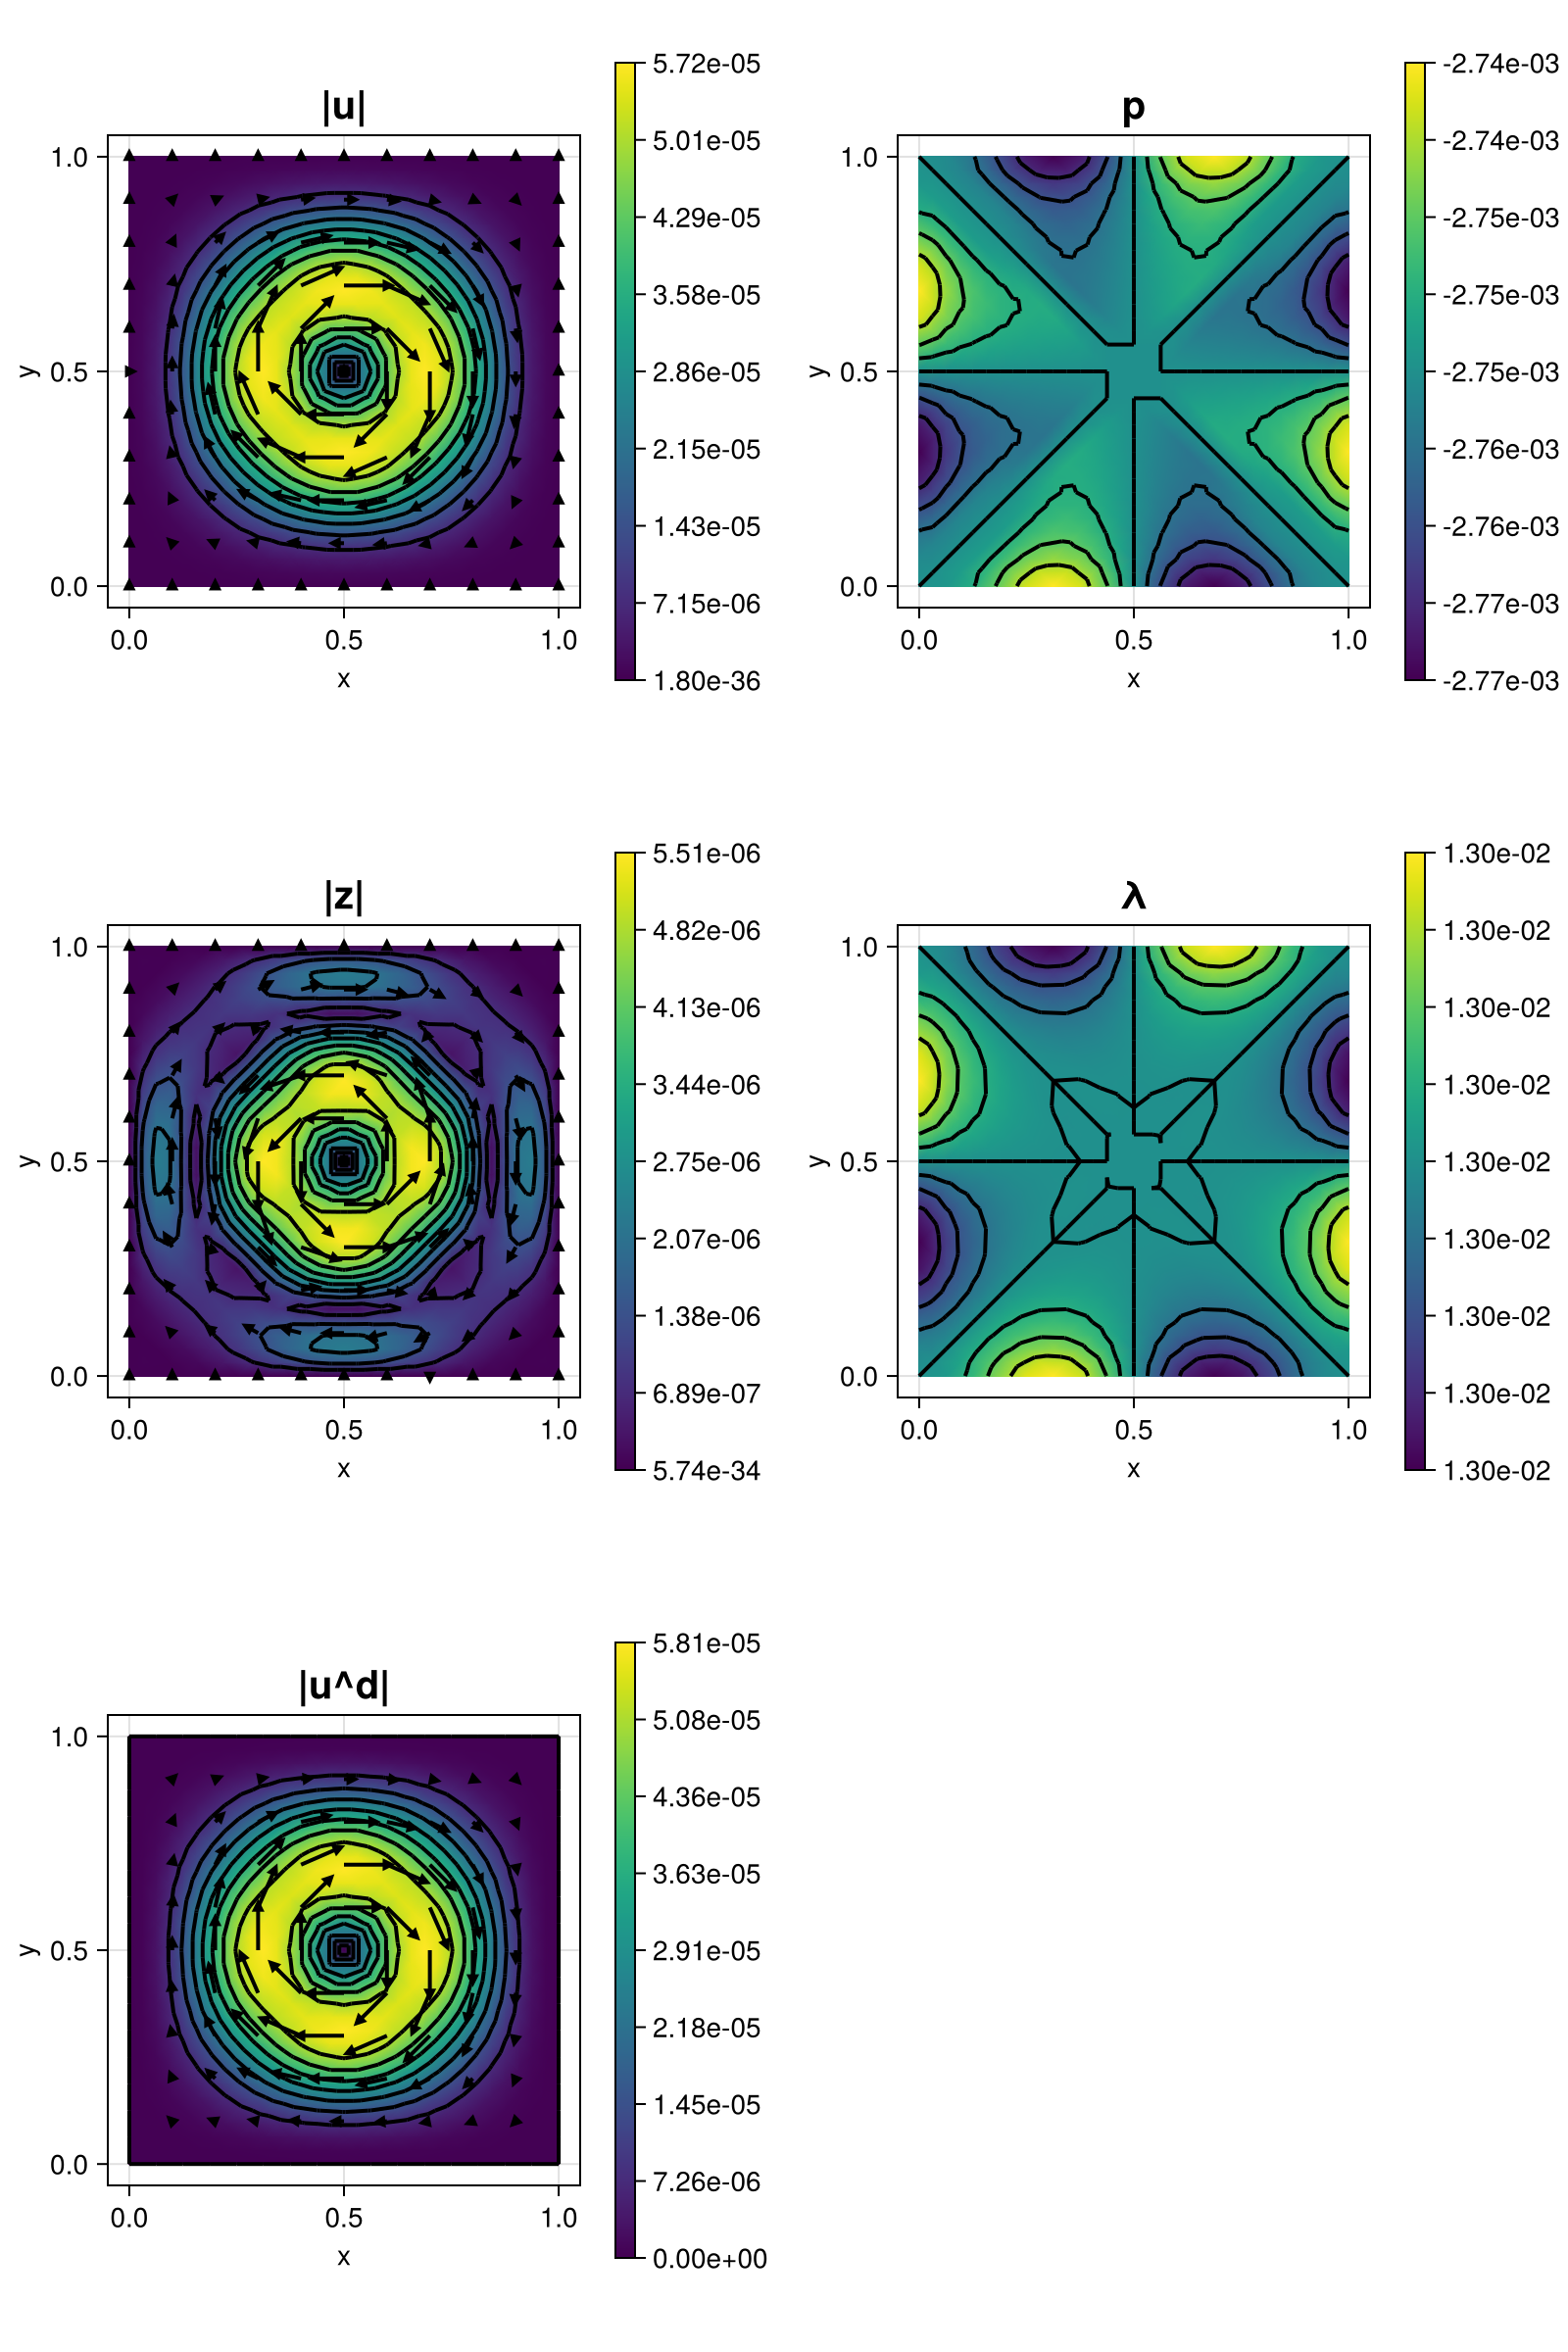 |u|
5.72e-05
5.01e-05
4.29e-05
3.58e-05
2.86e-05
2.15e-05
1.43e-05
7.15e-06
1.80e-36
1.0
0.5
0.0
y
0.0 0.5 1.0
x
p
-2.74e-03
-2.74e-03
-2.75e-03
-2.75e-03
-2.75e-03
-2.76e-03
-2.76e-03
-2.77e-03
-2.77e-03
1.0
0.5
0.0
y
0.0 0.5 1.0
x
|z|
5.51e-06
4.82e-06
4.13e-06
3.44e-06
2.75e-06
2.07e-06
1.38e-06
6.89e-07
5.74e-34
1.0
0.5
0.0
y
0.0 0.5 1.0
x
λ
1.30e-02
1.30e-02
1.30e-02
1.30e-02
1.30e-02
1.30e-02
1.30e-02
1.30e-02
1.30e-02
1.0
0.5
0.0
y
0.0 0.5 1.0
x
|u^d|
5.81e-05
5.08e-05
4.36e-05
3.63e-05
2.91e-05
2.18e-05
1.45e-05
7.26e-06
0.00e+00
1.0
0.5
0.0
y
0.0 0.5 1.0
x